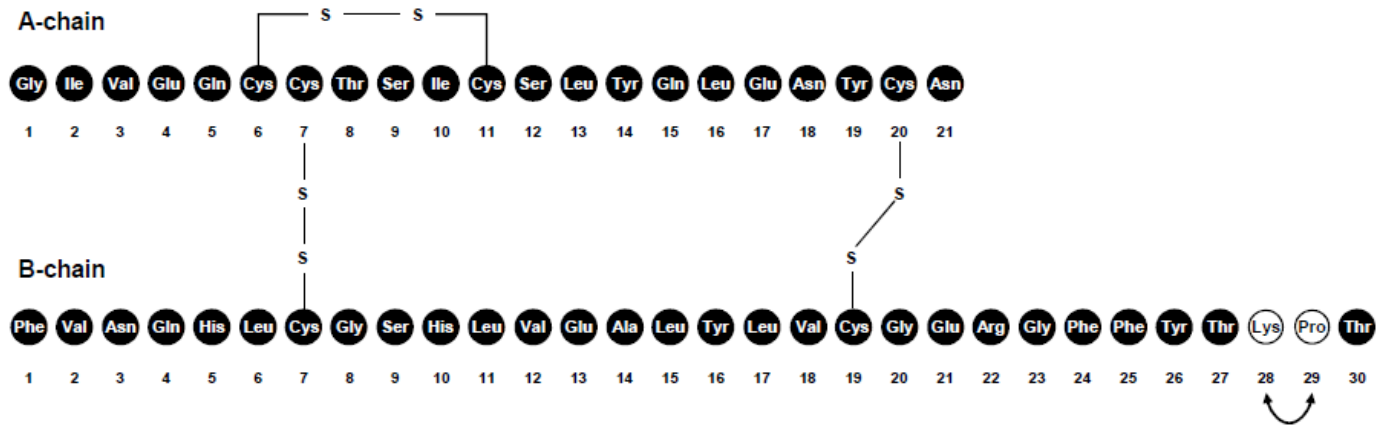 A-chain
S S
Gly Ile Val Glu Gln Cys Cys Thr Ser Ile Cys Ser Leu Tyr Gln Leu Glu Asn Tyr Cys Asn
1 2 3 4 5 6 7 8 9 10 11 12 13 14 15 16 17 18 19 20 21
S S
S S
B-chain
Phe Val Asn Gln His Leu Cys Gly Ser His Leu Val Glu Ala Leu Tyr Leu Val Cys Gly Glu Arg Gly Phe Phe Tyr Thr Lys Pro Thr
1 2 3 4 5 6 7 8 9 10 11 12 13 14 15 16 17 18 19 20 21 22 23 24 25 26 27 28 29 30